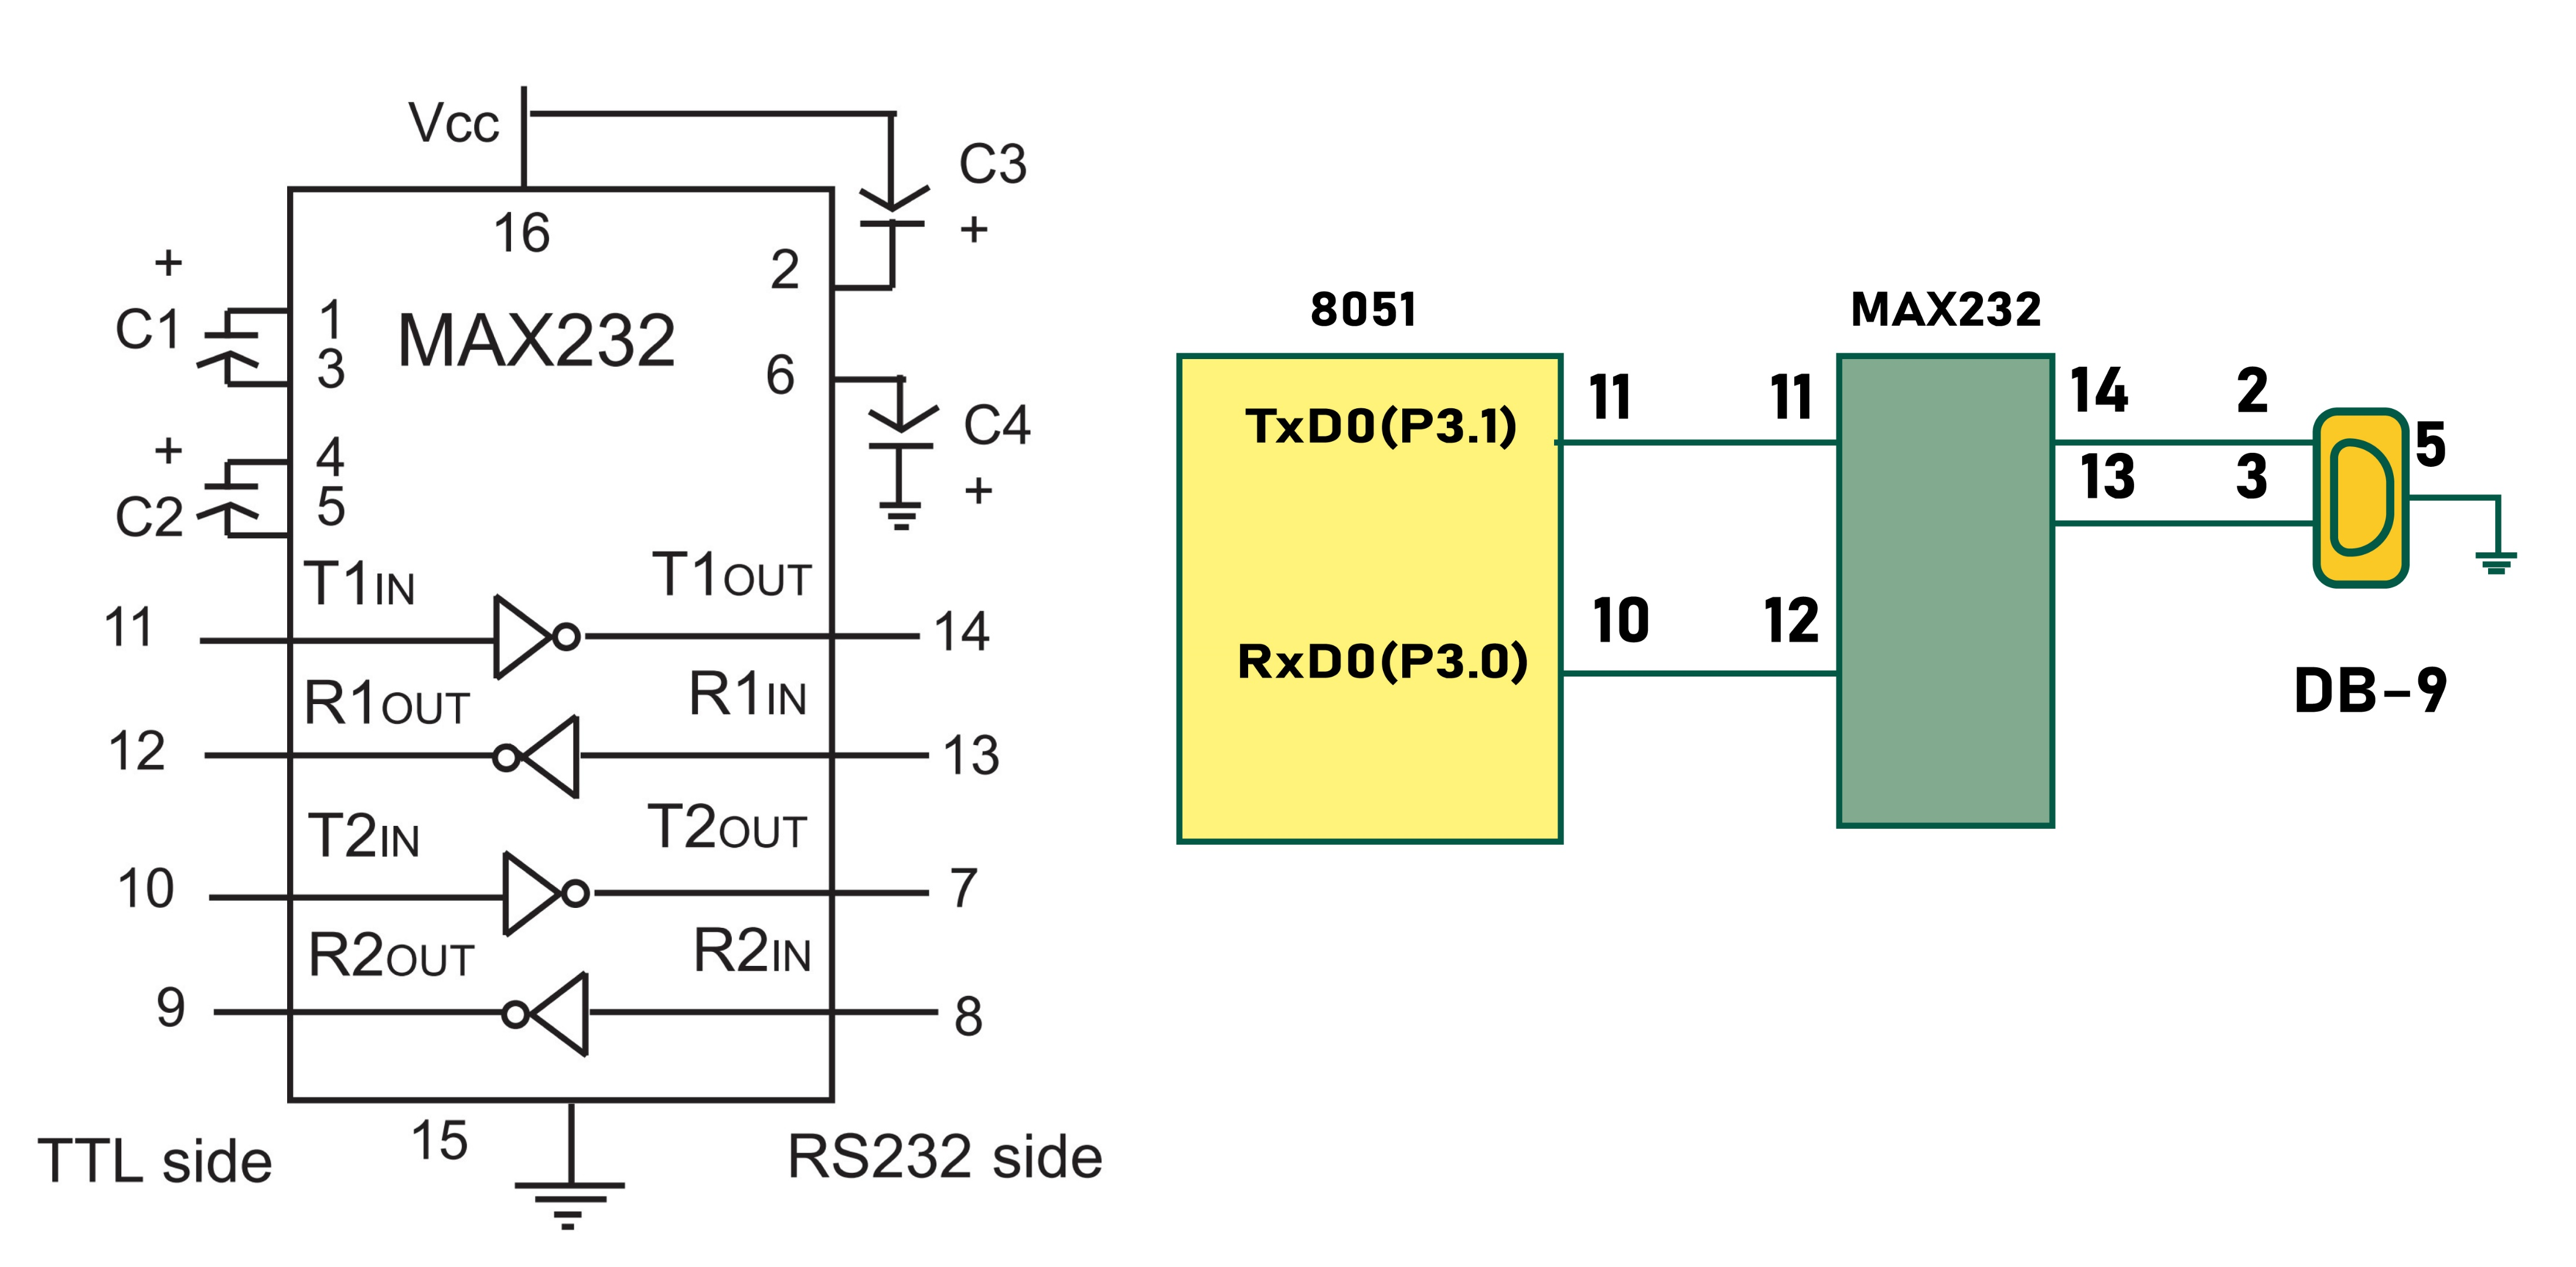 Vcc
C3
+
16
2
+
C1
1
3
MAX232
6
C4
+
+
C2
4
5
T1IN
T1OUT
11
14
R1OUT
R1IN
12
13
T2IN
T2OUT
10
7
R2OUT
R2IN
9
8
15
TTL side
RS232 side
8051
MAX232
TxD0(P3.1)
11
11
14
2
5
13
3
10
12
RxD0(P3.0)
DB-9